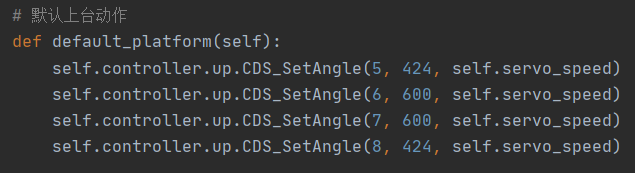 # 默认上台动作
def default_platform(self):
    self.controller.up.CDS_SetAngle(5, 424, self.servo_speed)
    self.controller.up.CDS_SetAngle(6, 600, self.servo_speed)
    self.controller.up.CDS_SetAngle(7, 600, self.servo_speed)
    self.controller.up.CDS_SetAngle(8, 424, self.servo_speed)